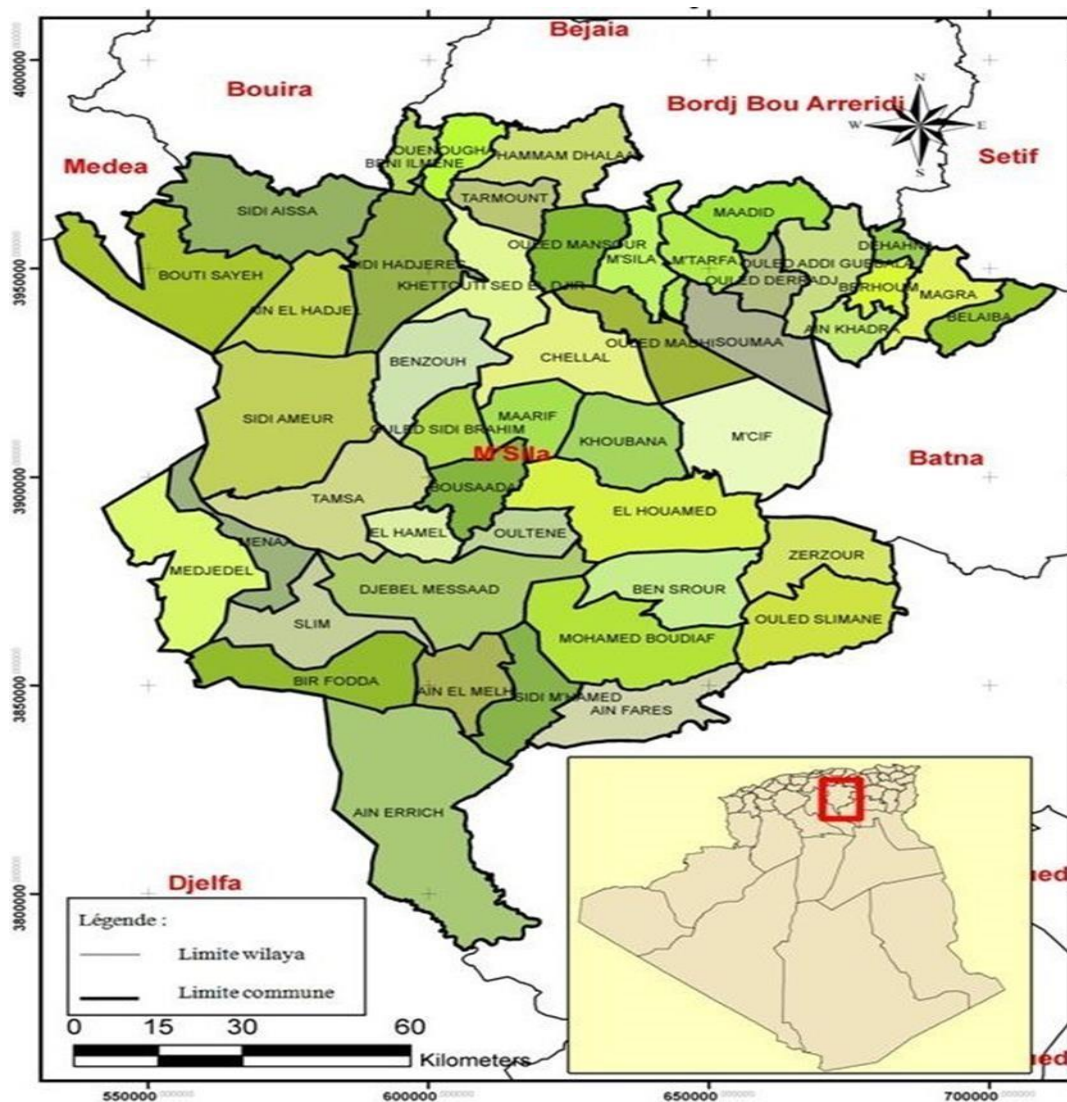 Bejaia
Bouira
Bordj Bou Arreridj
N
W
E
S
Medea
Setif
OUENOUGHA
BENI ILMENE
HAMMAM DHALAA
TARMOUNT
SIDI AISSA
MAADID
OULED MANSOUR
DEHAHNA
BOUTI SAYEH
SIDI HADJERES
M'SILA
M'TARFA
OULED ADDI GUEBALA
KHETTOUTI SED EL DJIR
OULED DERRADJ
BERHOUM
MAGRA
AIN EL HADJEL
BELAIBA
AIN KHADRA
OULED MADHI
SOUMAA
BENZOUH
CHELLAL
SIDI AMEUR
OULED SIDI BRAHIM
MAARIF
KHOUBANA
M'CIF
M'Sila
Batna
TAMSA
BOUSAADA
EL HOUAMED
EL HAMEL
OULTENE
MENAA
ZERZOUR
MEDJEDEL
DJEBEL MESSAAD
BEN SROUR
SLIM
OULED SLIMANE
MOHAMED BOUDIAF
BIR FODDA
AIN EL MELH
SIDI M'HAMED
AIN FARES
AIN ERRICH
Djelfa
ued
ued
Légende :
Limite wilaya
Limite commune
0 15 30 60
Kilometers
4000000
3950000
3900000
3850000
3800000
550000
600000
650000
700000